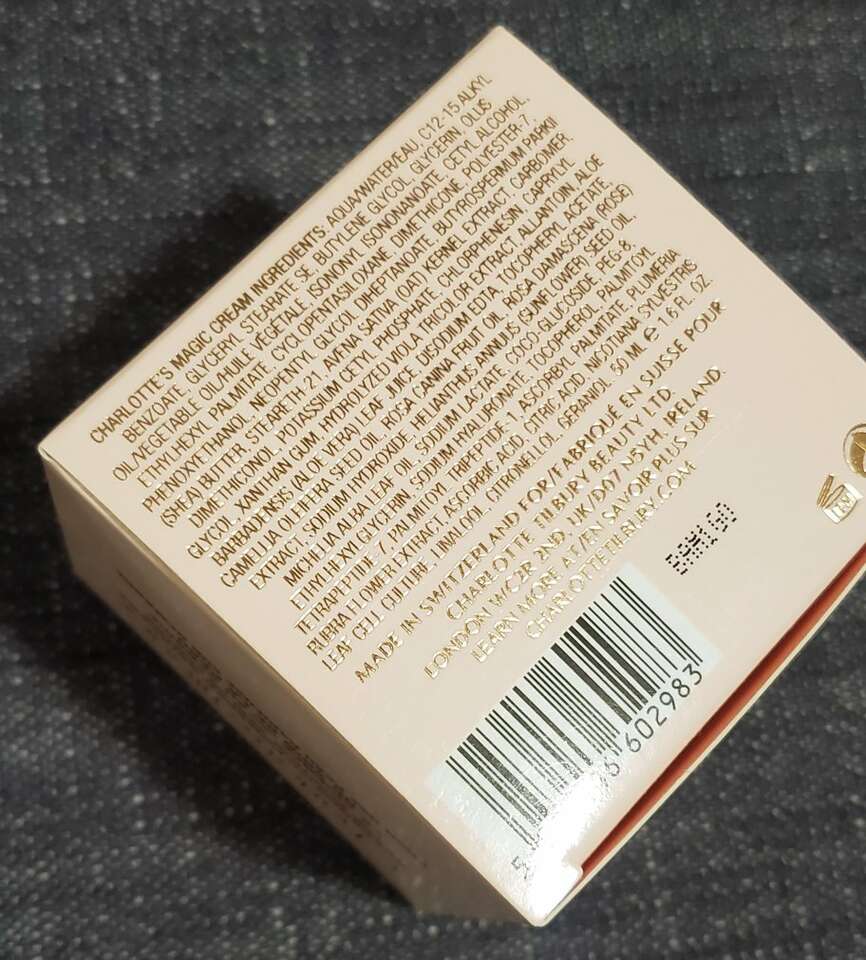 CHARLOTTE'S MAGIC CREAM INGREDIENTS: AQUA/WATER/EAU, C12-15 ALKYL
BENZOATE, GLYCERYL STEARATE SE, BUTYLENE GLYCOL, GLYCERIN, OLUS
OIL/VEGETABLE OIL/HUILE VÉGÉTALE, ISONONYL ISONONANOATE, CETYL ALCOHOL,
ETHYLHEXYL PALMITATE, CYCLOPENTASILOXANE, DIMETHICONE, POLYESTER-7,
PHENOXYETHANOL, NEOPENTYL GLYCOL DIHEPTANOATE, BUTYROSPERMUM PARKII
(SHEA) BUTTER, STEARETH-21, AVENA SATIVA (OAD KERNEL EXTRACT, CARBOMER,
DIMETHICONOL, POTASSIUM CETYL PHOSPHATE, CHLORPHENESIN, CAPRYLYL
GLYCOL, XANTHAN GUM, HYDROLYZED VIOLA TRICOLOR EXTRACT, ALLANTOIN, ALOE
BARBADENSIS (ALOE VERA) LEAF JUICE, DISODIUM EDTA, TOCOPHERYL ACETATE,
CAMELLIA OLEIFERA SEED OIL, ROSA CANINA FRUIT OIL, ROSA DAMASCENA (ROSE)
EXTRACT, SODIUM HYDROXIDE, HELIANTHUS ANNUUS (SUNFLOWER) SEED OIL,
MICHELIA ALBA LEAF OIL, SODIUM LACTATE, COCO-GLUCOSIDE, PEG-8,
ETHYLHEXYLGLYCERIN, SODIUM HYALURONATE, TOCOPHEROL, PALMITOYL
TETRAPEPTIDE-7, PALMITOYL TRIPEPTIDE-1, ASCORBYL PALMITATE, PLUMERIA
RUBRA FLOWER EXTRACT, ASCORBIC ACID, CITRIC ACID, NICOTIANA SYLVESTRIS
LEAF CELL CULTURE, LINALOOL, CITRONELLOL, GERANIOL. 50 ML ℮ 1.6 FL. OZ.
MADE IN SWITZERLAND FOR/FABRIQUÉ EN SUISSE POUR
CHARLOTTE TILBURY BEAUTY LTD.
LONDON WC2R 2ND, UK/D07 N5YH, IRELAND.
LEARN MORE AT/EN SAVOIR PLUS SUR
CHARLOTTETILBURY.COM
602983